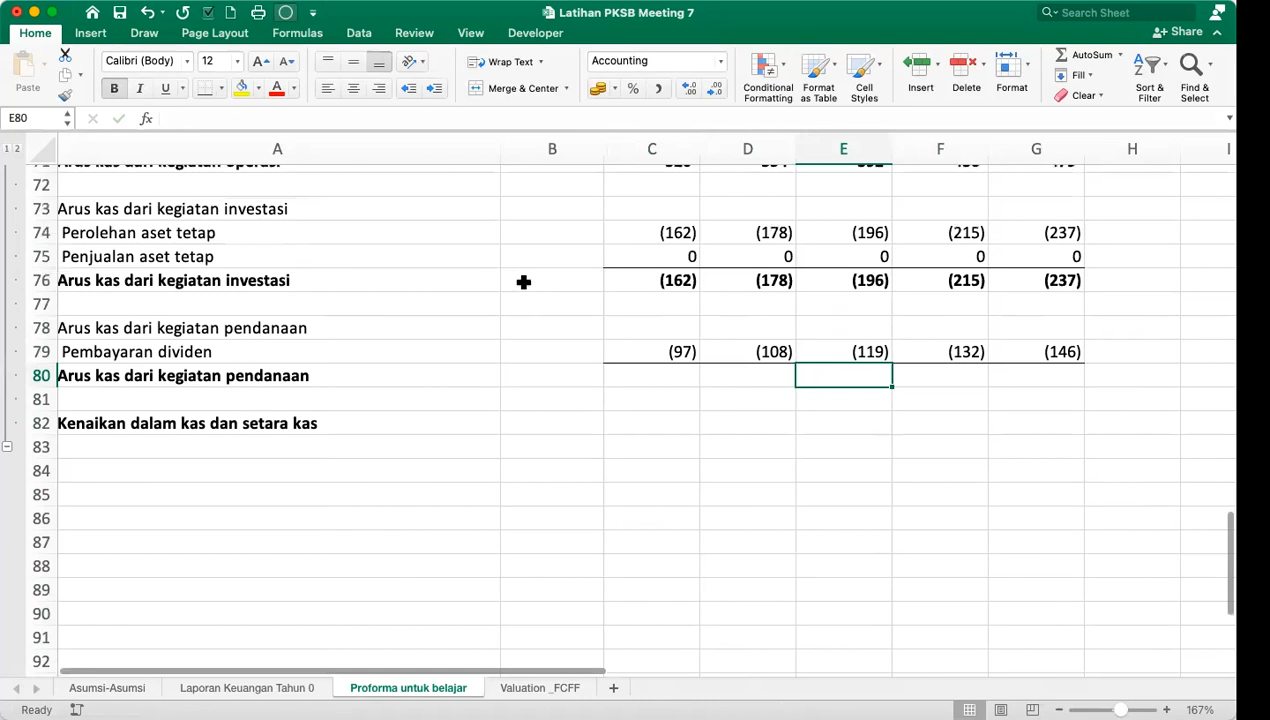 Latihan PKSB Meeting 7
Search Sheet
Home Insert Draw Page Layout Formulas Data Review View Developer
Share
Paste
Calibri (Body) 12
Wrap Text
Accounting
Conditional Formatting
Format as Table
Cell Styles
Insert Delete Format
AutoSum
Fill
Clear
Sort & Filter
Find & Select
B I U
Merge & Center
E80 fx
1 2 A B C D E F G H I
72
73 Arus kas dari kegiatan investasi
74 Perolehan aset tetap (162) (178) (196) (215) (237)
75 Penjualan aset tetap 0 0 0 0 0
76 Arus kas dari kegiatan investasi (162) (178) (196) (215) (237)
77
78 Arus kas dari kegiatan pendanaan
79 Pembayaran dividen (97) (108) (119) (132) (146)
80 Arus kas dari kegiatan pendanaan
81
82 Kenaikan dalam kas dan setara kas
83
84
85
86
87
88
89
90
91
92
Asumsi-Asumsi Laporan Keuangan Tahun 0 Proforma untuk belajar Valuation _FCFF
Ready 167%